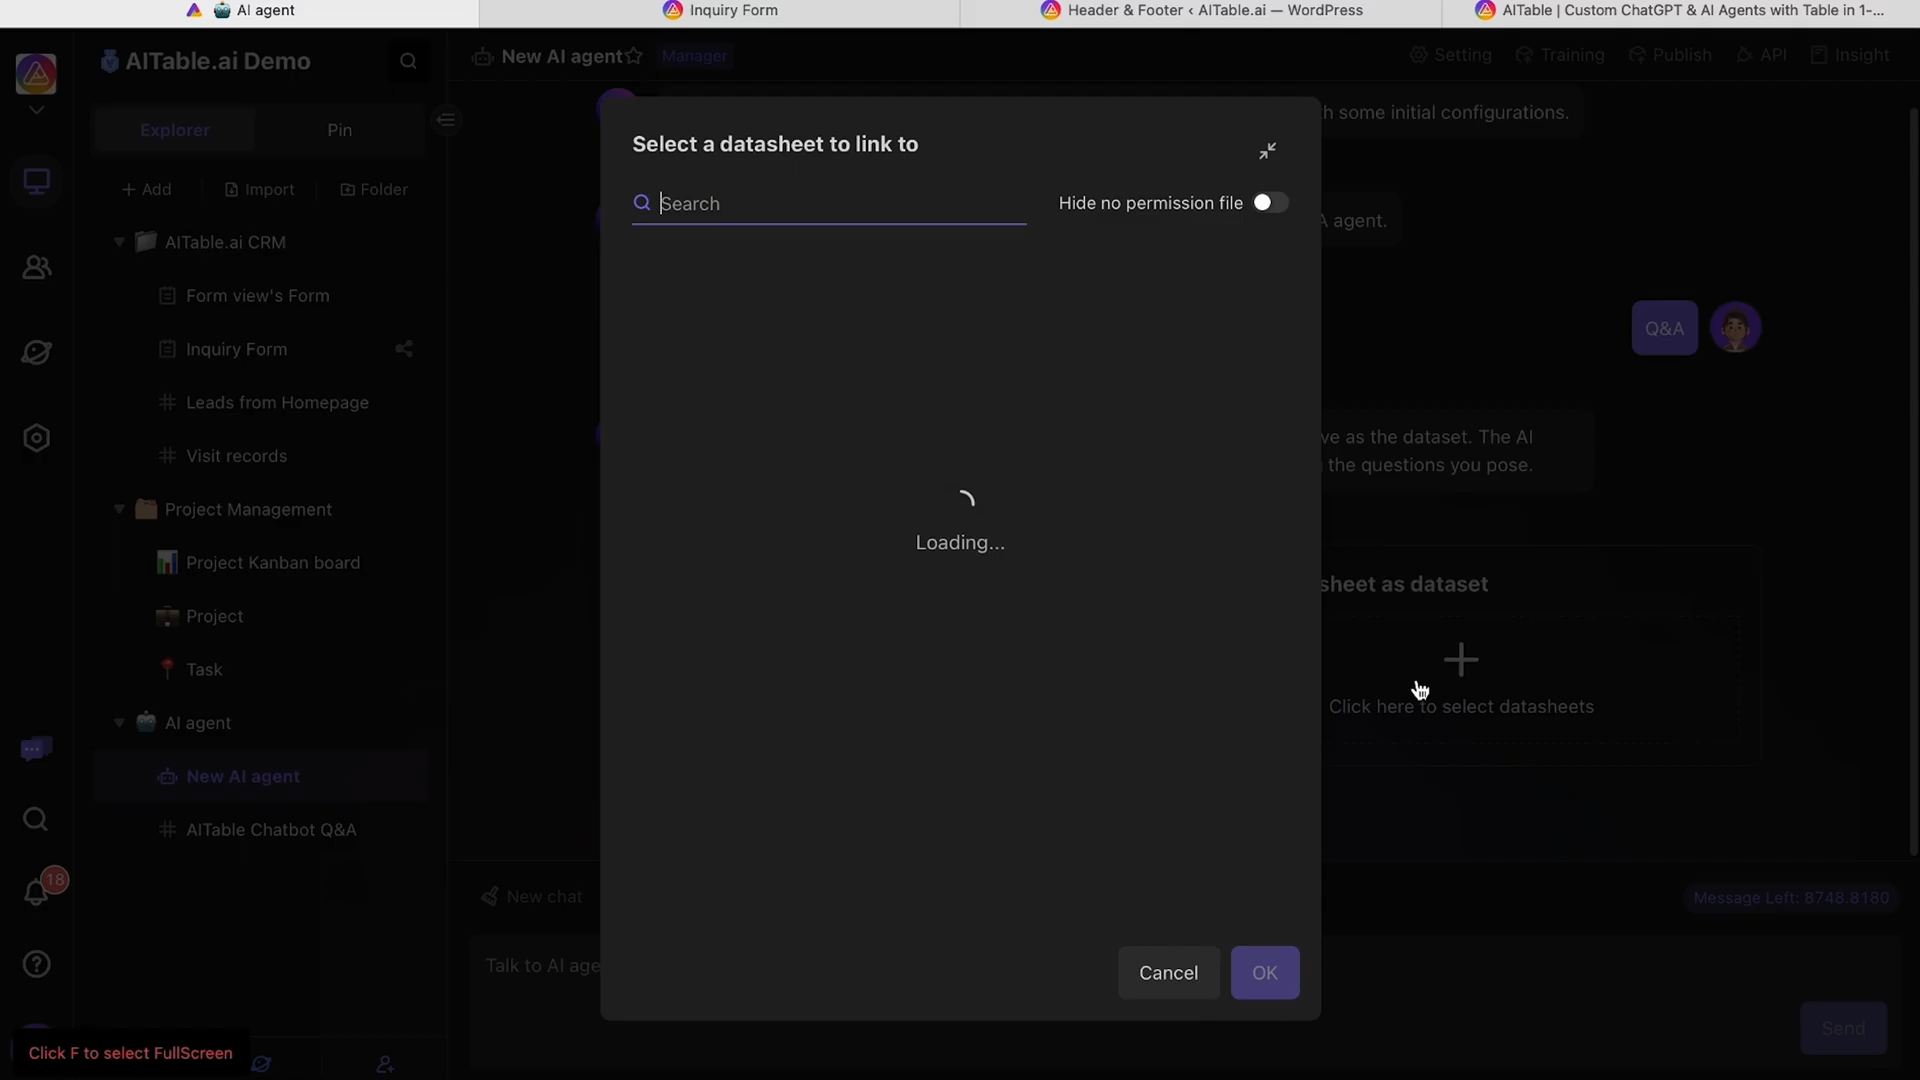 AI agent
Inquiry Form
Header & Footer ‹ AITable.ai — WordPress
AITable | Custom ChatGPT & AI Agents with Table in 1-...
AITable.ai Demo
New AI agent
Manager
Setting
Training
Publish
API
Insight
Explorer
Pin
Add
Import
Folder
AITable.ai CRM
Form view's Form
Inquiry Form
Leads from Homepage
Visit records
Project Management
Project Kanban board
Project
Task
AI agent
New AI agent
AITable Chatbot Q&A
18
Click F to select FullScreen
h some initial configurations.
A agent.
Q&A
ve as the dataset. The AI
the questions you pose.
sheet as dataset
Click here to select datasheets
Select a datasheet to link to
Search
Hide no permission file
Loading...
Cancel
OK
New chat
Message Left: 8748.8180
Talk to AI age
Send